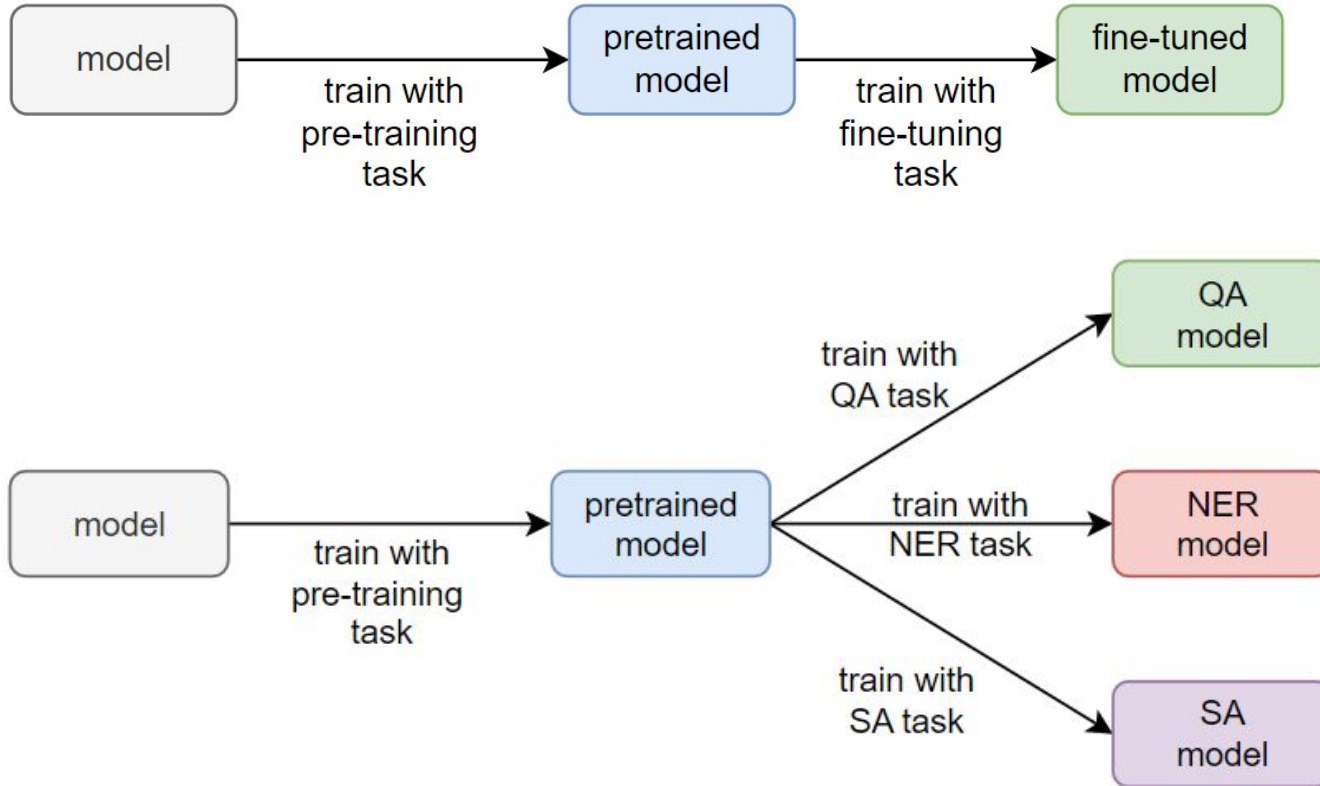 model
train with
pre-training
task
pretrained
model
train with
fine-tuning
task
fine-tuned
model
model
train with
pre-training
task
pretrained
model
train with
QA task
QA
model
train with
NER task
NER
model
train with
SA task
SA
model